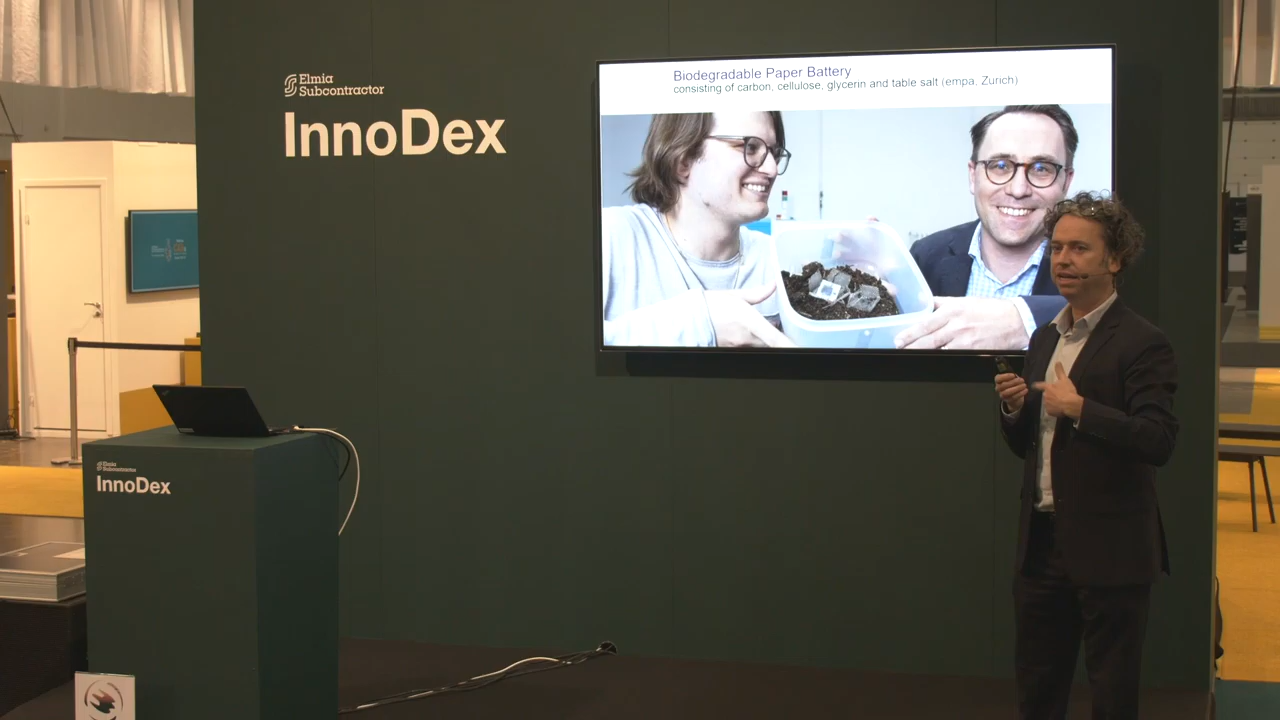 Elmia
Subcontractor
InnoDex
Biodegradable Paper Battery
consisting of carbon, cellulose, glycerin and table salt (empa, Zurich)
Elmia
Subcontractor
InnoDex